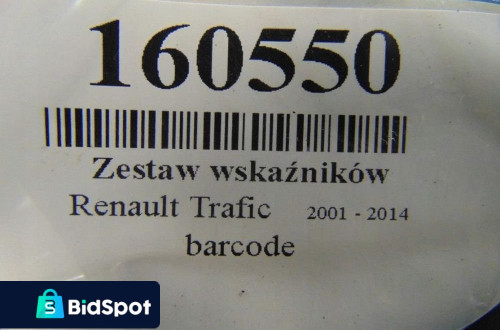 160550
Zestaw wskaźników
Renault Trafic 2001 - 2014
barcode
BidSpot